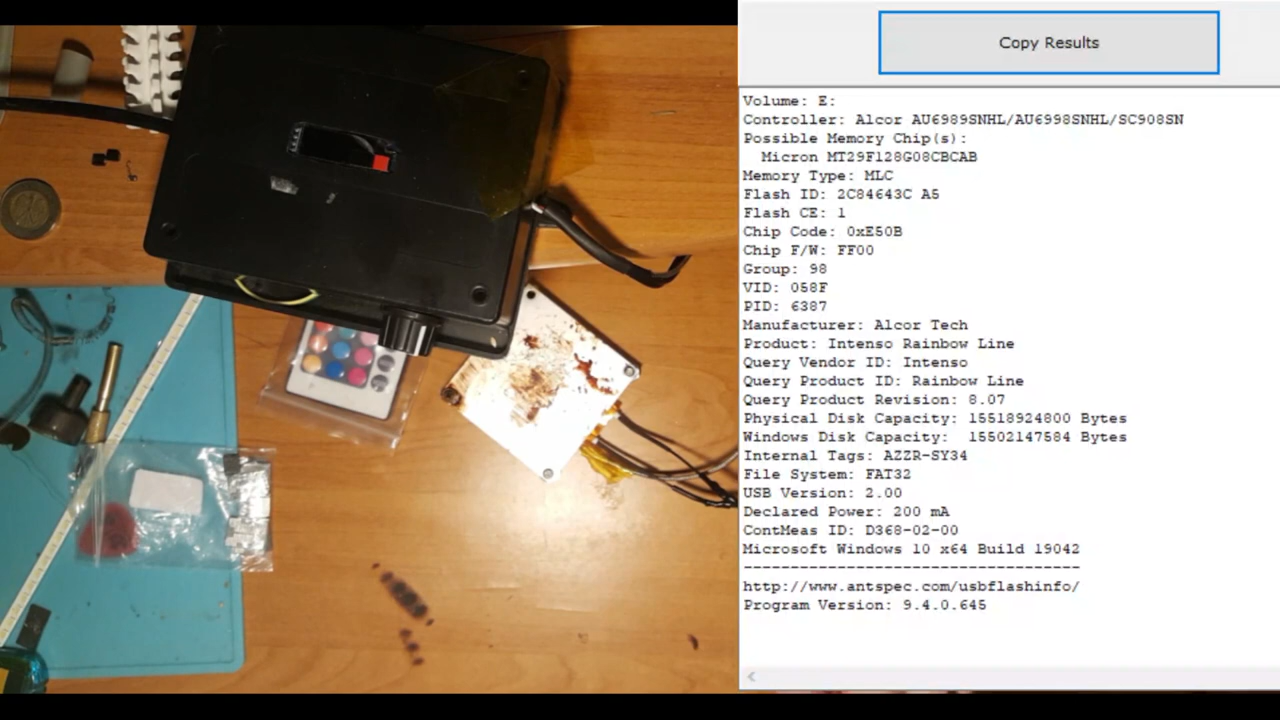 Copy Results
Volume: E:
Controller: Alcor AU6989SNHL/AU6998SNHL/SC908SN
Possible Memory Chip(s):
Micron MT29F128G08CBCAB
Memory Type: MLC
Flash ID: 2C84643C A5
Flash CE: 1
Chip Code: 0xE50B
Chip F/W: FF00
Group: 98
VID: 058F
PID: 6387
Manufacturer: Alcor Tech
Product: Intenso Rainbow Line
Query Vendor ID: Intenso
Query Product ID: Rainbow Line
Query Product Revision: 8.07
Physical Disk Capacity: 15518924800 Bytes
Windows Disk Capacity:  15502147584 Bytes
Internal Tags: AZZR-SY34
File System: FAT32
USB Version: 2.00
Declared Power: 200 mA
ContMeas ID: D368-02-00
Microsoft Windows 10 x64 Build 19042
------------------------------------
http://www.antspec.com/usbflashinfo/
Program Version: 9.4.0.645